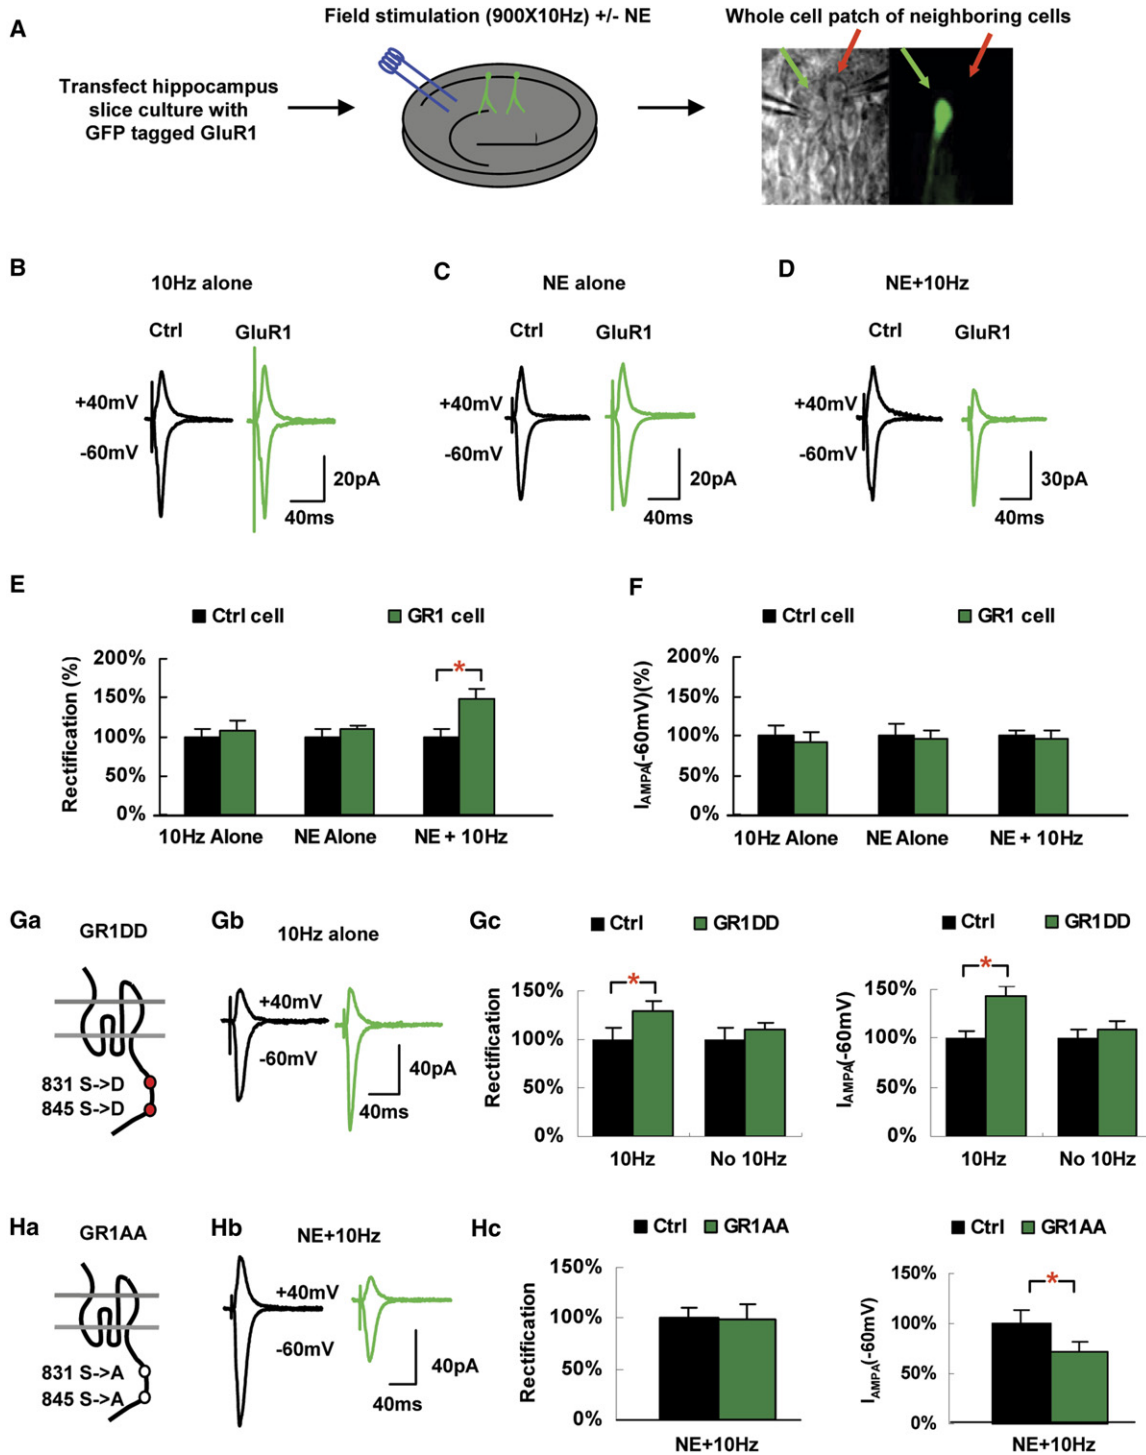 A
Field stimulation (900X10Hz) +/- NE
Whole cell patch of neighboring cells
Transfect hippocampus
slice culture with
GFP tagged GluR1
B
10Hz alone
Ctrl
GluR1
+40mV
-60mV
20pA
40ms
C
NE alone
Ctrl
GluR1
+40mV
-60mV
20pA
40ms
D
NE+10Hz
Ctrl
GluR1
+40mV
-60mV
30pA
40ms
E
Ctrl cell
GR1 cell
Rectification (%)
200%
150%
100%
50%
0%
*
10Hz Alone
NE Alone
NE + 10Hz
F
Ctrl cell
GR1 cell
IAMPA(-60mV)(%)
200%
150%
100%
50%
0%
10Hz Alone
NE Alone
NE + 10Hz
Ga
GR1DD
831 S->D
845 S->D
Gb
10Hz alone
+40mV
-60mV
40pA
40ms
Gc
Ctrl
GR1DD
Rectification
150%
100%
50%
0%
*
10Hz
No 10Hz
Ctrl
GR1DD
IAMPA(-60mV)
150%
100%
50%
0%
*
10Hz
No 10Hz
Ha
GR1AA
831 S->A
845 S->A
Hb
NE+10Hz
+40mV
-60mV
40pA
40ms
Hc
Ctrl
GR1AA
Rectification
150%
100%
50%
0%
NE+10Hz
Ctrl
GR1AA
IAMPA(-60mV)
150%
100%
50%
0%
*
NE+10Hz